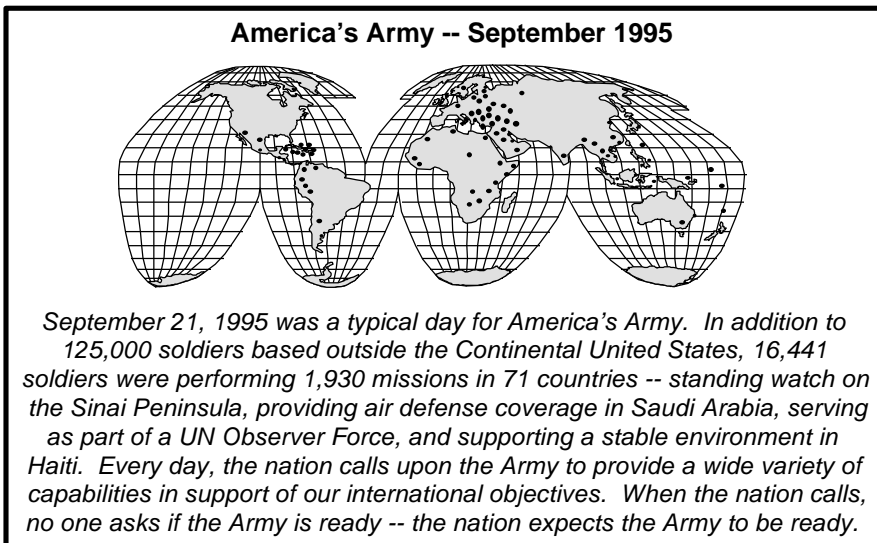 America’s Army -- September 1995
September 21, 1995 was a typical day for America’s Army.  In addition to
125,000 soldiers based outside the Continental United States, 16,441
soldiers were performing 1,930 missions in 71 countries -- standing watch on
the Sinai Peninsula, providing air defense coverage in Saudi Arabia, serving
as part of a UN Observer Force, and supporting a stable environment in
Haiti.  Every day, the nation calls upon the Army to provide a wide variety of
capabilities in support of our international objectives.  When the nation calls,
no one asks if the Army is ready -- the nation expects the Army to be ready.